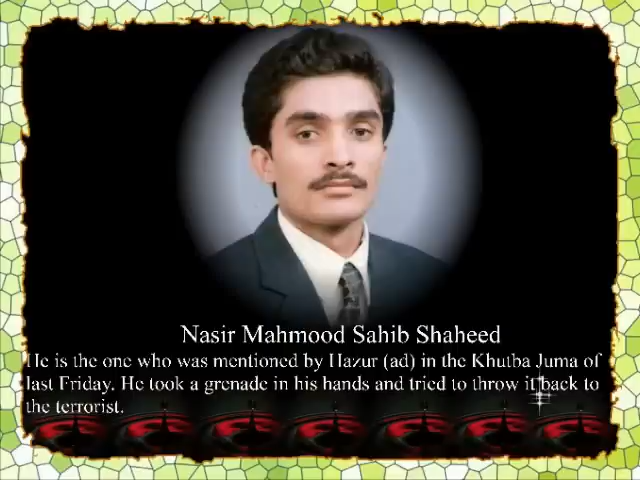 Nasir Mahmood Sahib Shaheed
He is the one who was mentioned by Hazur (ad) in the Khutba Juma of
last Friday. He took a grenade in his hands and tried to throw it back to
the terrorist.